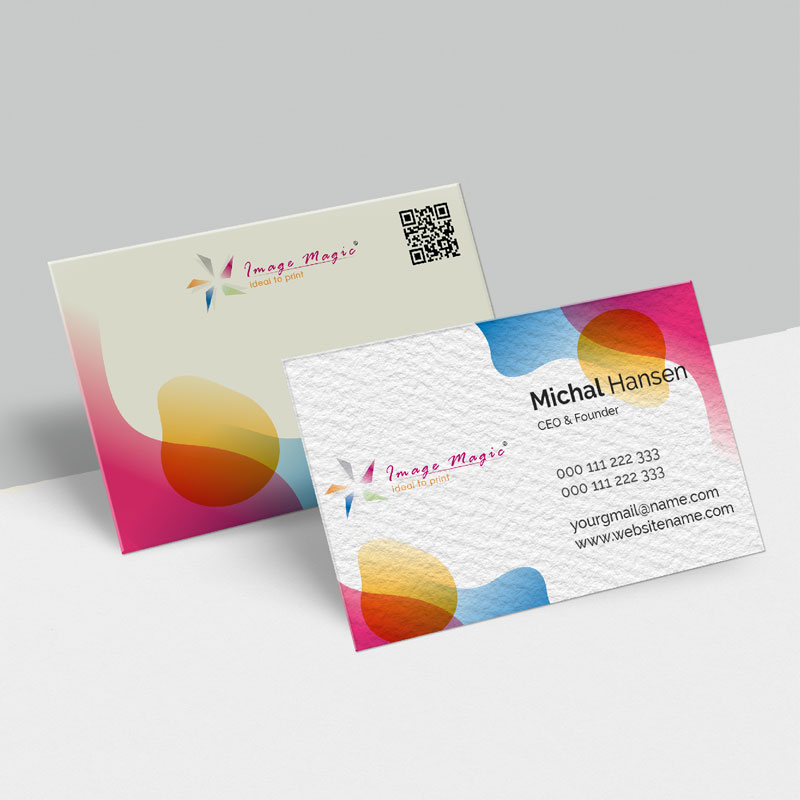 Image Magic®
ideal to print
Michal Hansen
CEO & Founder
Image Magic®
ideal to print
000 111 222 333
000 111 222 333
yourgmail@name.com
www.websitename.com